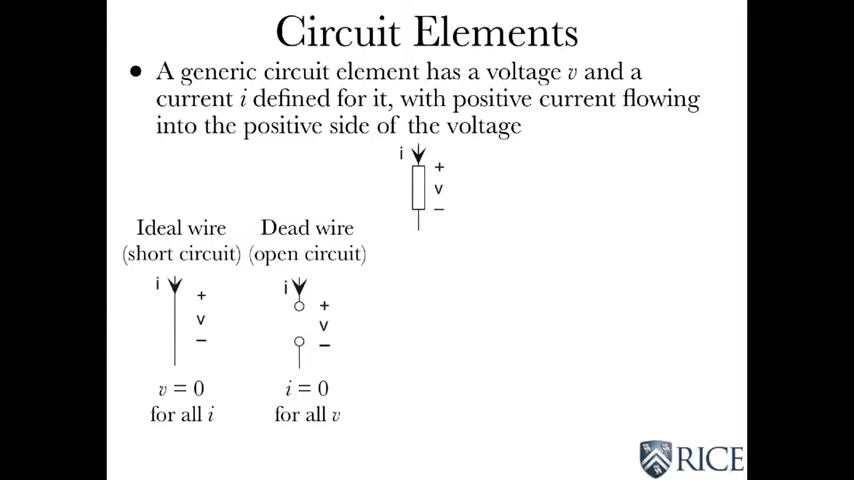 Circuit Elements
● A generic circuit element has a voltage v and a
current i defined for it, with positive current flowing
into the positive side of the voltage
i
+
v
–
Ideal wire
(short circuit)
Dead wire
(open circuit)
i
+
v
–
i
+
v
–
v = 0
for all i
i = 0
for all v
RICE